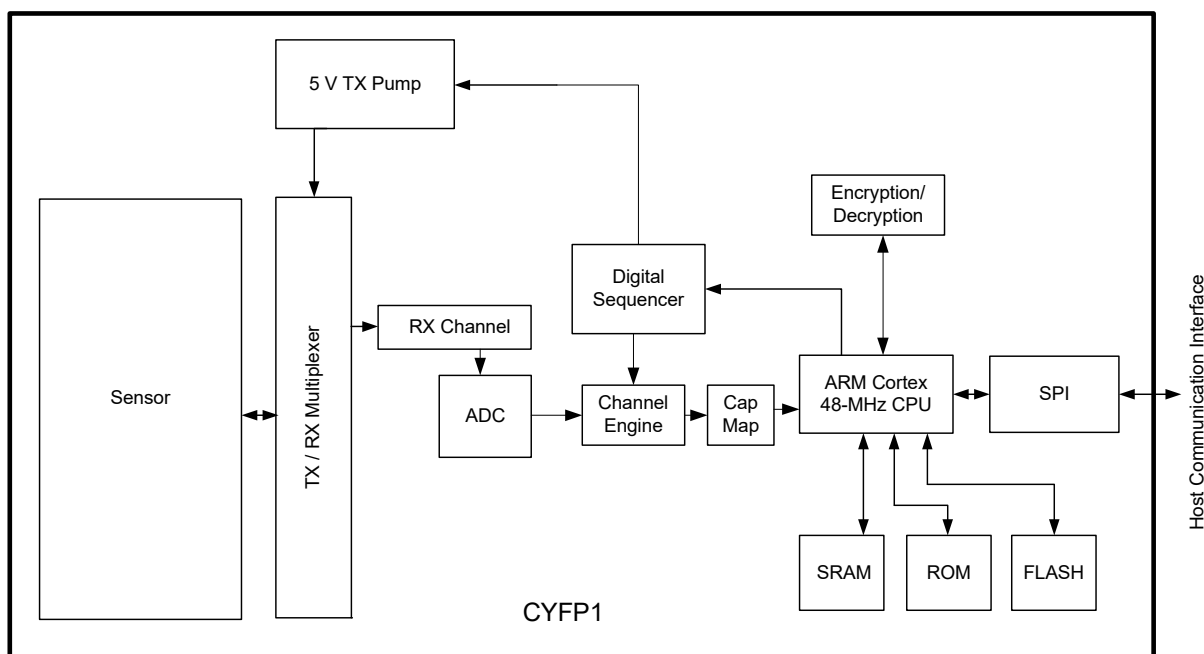 5 V TX Pump
Encryption/
Decryption
Digital
Sequencer
RX Channel
Sensor
TX / RX Multiplexer
ADC
Channel
Engine
Cap
Map
ARM Cortex
48-MHz CPU
SPI
Host Communication Interface
SRAM
ROM
FLASH
CYFP1